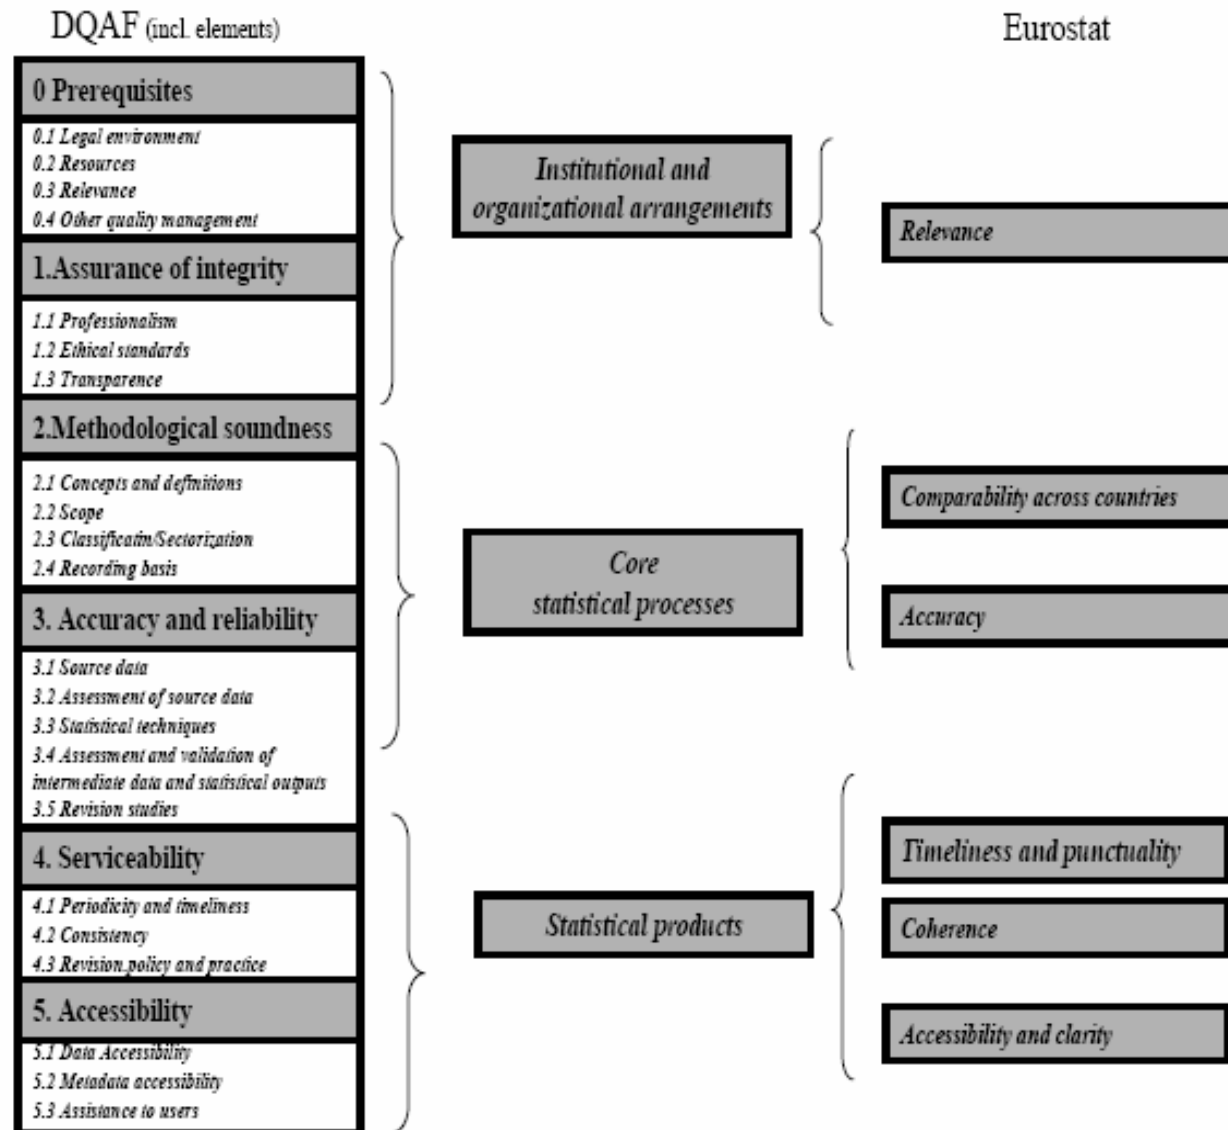 DQAF (incl. elements)
Eurostat
0 Prerequisites
0.1 Legal environment
0.2 Resources
0.3 Relevance
0.4 Other quality management
1.Assurance of integrity
1.1 Professionalism
1.2 Ethical standards
1.3 Transparence
2.Methodological soundness
2.1 Concepts and definitions
2.2 Scope
2.3 Classificatin/Sectorization
2.4 Recording basis
3. Accuracy and reliability
3.1 Source data
3.2 Assessment of source data
3.3 Statistical techniques
3.4 Assessment and validation of
intermediate data and statistical outputs
3.5 Revision studies
4. Serviceability
4.1 Periodicity and timeliness
4.2 Consistency
4.3 Revision.policy and practice
5. Accessibility
5.1 Data Accessibility
5.2 Metadata accessibility
5.3 Assistance to users
Institutional and
organizational arrangements
Core
statistical processes
Statistical products
Relevance
Comparability across countries
Accuracy
Timeliness and punctuality
Coherence
Accessibility and clarity